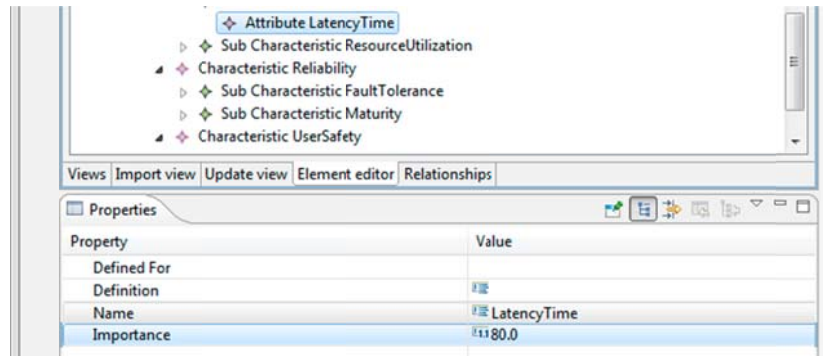 Attribute LatencyTime
Sub Characteristic ResourceUtilization
Characteristic Reliability
Sub Characteristic FaultTolerance
Sub Characteristic Maturity
Characteristic UserSafety
Views Import view Update view Element editor Relationships
Properties
Property Value
Defined For
Definition
Name LatencyTime
Importance 80.0